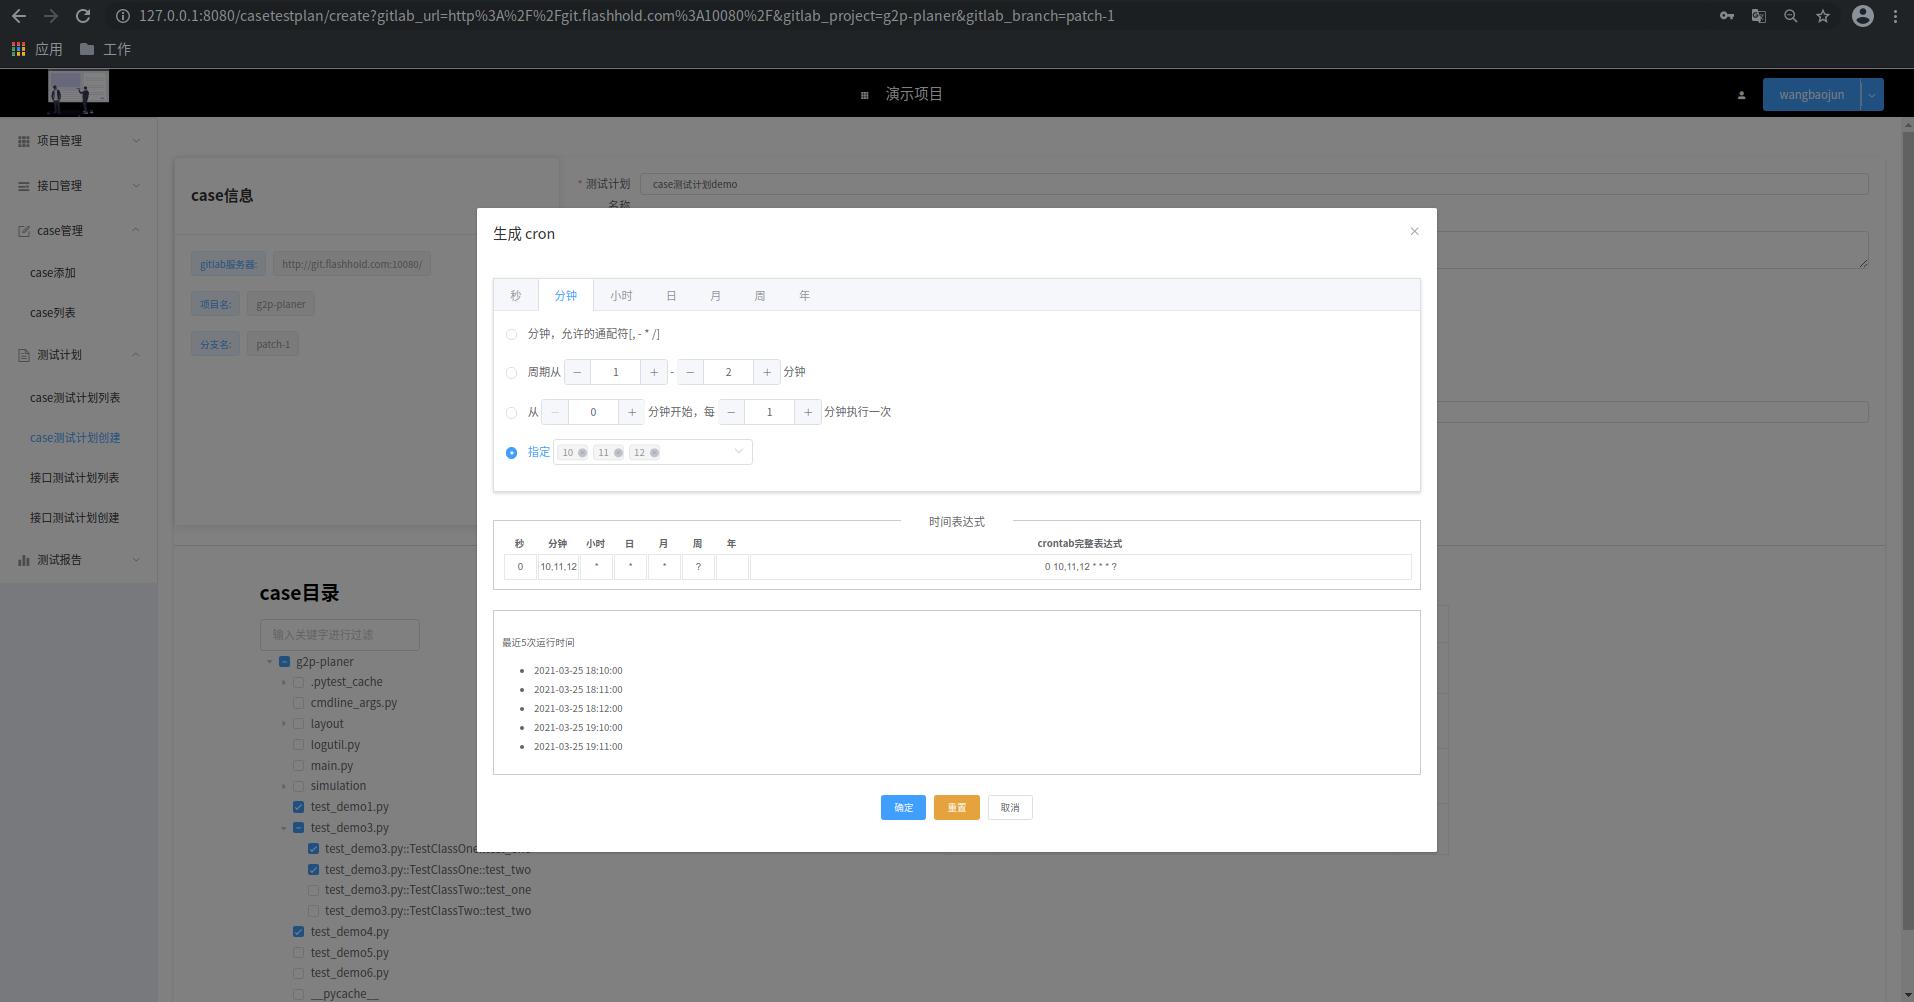 127.0.0.1:8080/casetestplan/create?gitlab_url=http%3A%2F%2Fgit.flashhold.com%3A10080%2F&gitlab_project=g2p-planer&gitlab_branch=patch-1
应用 工作
演示项目
wangbaojun
项目管理
接口管理
case管理
case添加
case列表
测试计划
case测试计划列表
case测试计划创建
接口测试计划列表
接口测试计划创建
测试报告
case信息
gitlab服务器: http://git.flashhold.com:10080/
项目名: g2p-planer
分支名: patch-1
* 测试计划名称 case测试计划demo
生成 cron
×
秒 分钟 小时 日 月 周 年
分钟，允许的通配符[, - * /]
周期从 − 1 + - − 2 + 分钟
从 − 0 + 分钟开始，每 − 1 + 分钟执行一次
指定 10 11 12
时间表达式
秒 分钟 小时 日 月 周 年 crontab完整表达式
0 10,11,12 * * * ? 0 10,11,12 * * * ?
最近5次运行时间
2021-03-25 18:10:00
2021-03-25 18:11:00
2021-03-25 18:12:00
2021-03-25 19:10:00
2021-03-25 19:11:00
确定 重置 取消
case目录
输入关键字进行过滤
g2p-planer
.pytest_cache
cmdline_args.py
layout
logutil.py
main.py
simulation
test_demo1.py
test_demo3.py
test_demo3.py::TestClassOne::test_one
test_demo3.py::TestClassOne::test_two
test_demo3.py::TestClassTwo::test_one
test_demo3.py::TestClassTwo::test_two
test_demo4.py
test_demo5.py
test_demo6.py
__pycache__